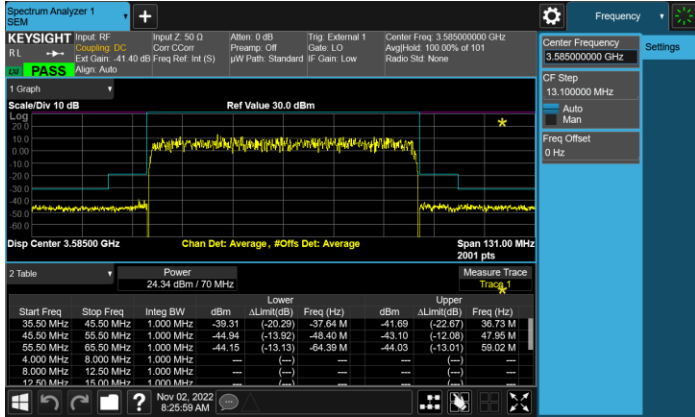 Spectrum Analyzer 1
SEM
+
Frequency
KEYSIGHT
RL
PASS
Input: RF
Coupling: DC
Ext Gain: -41.40 dB
Align: Auto
Input Z: 50 Ω
Corr CCorr
Freq Ref: Int (S)
Atten: 0 dB
Preamp: Off
µW Path: Standard
Trig: External 1
Gate: LO
IF Gain: Low
Center Freq: 3.585000000 GHz
Avg|Hold: 100.00% of 101
Radio Std: None
Center Frequency
3.585000000 GHz
Settings
CF Step
13.100000 MHz
Auto
Man
Freq Offset
0 Hz
1 Graph
Scale/Div 10 dB
Ref Value 30.0 dBm
Log
20.0
10.0
0.00
-10.0
-20.0
-30.0
-40.0
-50.0
-60.0
Disp Center 3.58500 GHz
Chan Det: Average, #Offs Det: Average
Span 131.00 MHz
2001 pts
2 Table
Power
24.34 dBm / 70 MHz
Measure Trace
Trace 1
Lower Upper
Start Freq Stop Freq Integ BW dBm ΔLimit(dB) Freq (Hz) dBm ΔLimit(dB) Freq (Hz)
35.50 MHz 45.50 MHz 1.000 MHz -39.31 (-20.29) -37.64 M -41.69 (-22.67) 36.73 M
45.50 MHz 55.50 MHz 1.000 MHz -44.94 (-13.92) -48.40 M -43.10 (-12.08) 47.95 M
55.50 MHz 65.50 MHz 1.000 MHz -44.15 (-13.13) -64.39 M -44.03 (-13.01) 59.02 M
4.000 MHz 8.000 MHz 1.000 MHz --- (---) --- --- (---) ---
8.000 MHz 12.50 MHz 1.000 MHz --- (---) --- --- (---) ---
12.50 MHz 15.00 MHz 1.000 MHz --- (---) --- --- (---) ---
?
Nov 02, 2022
8:25:59 AM